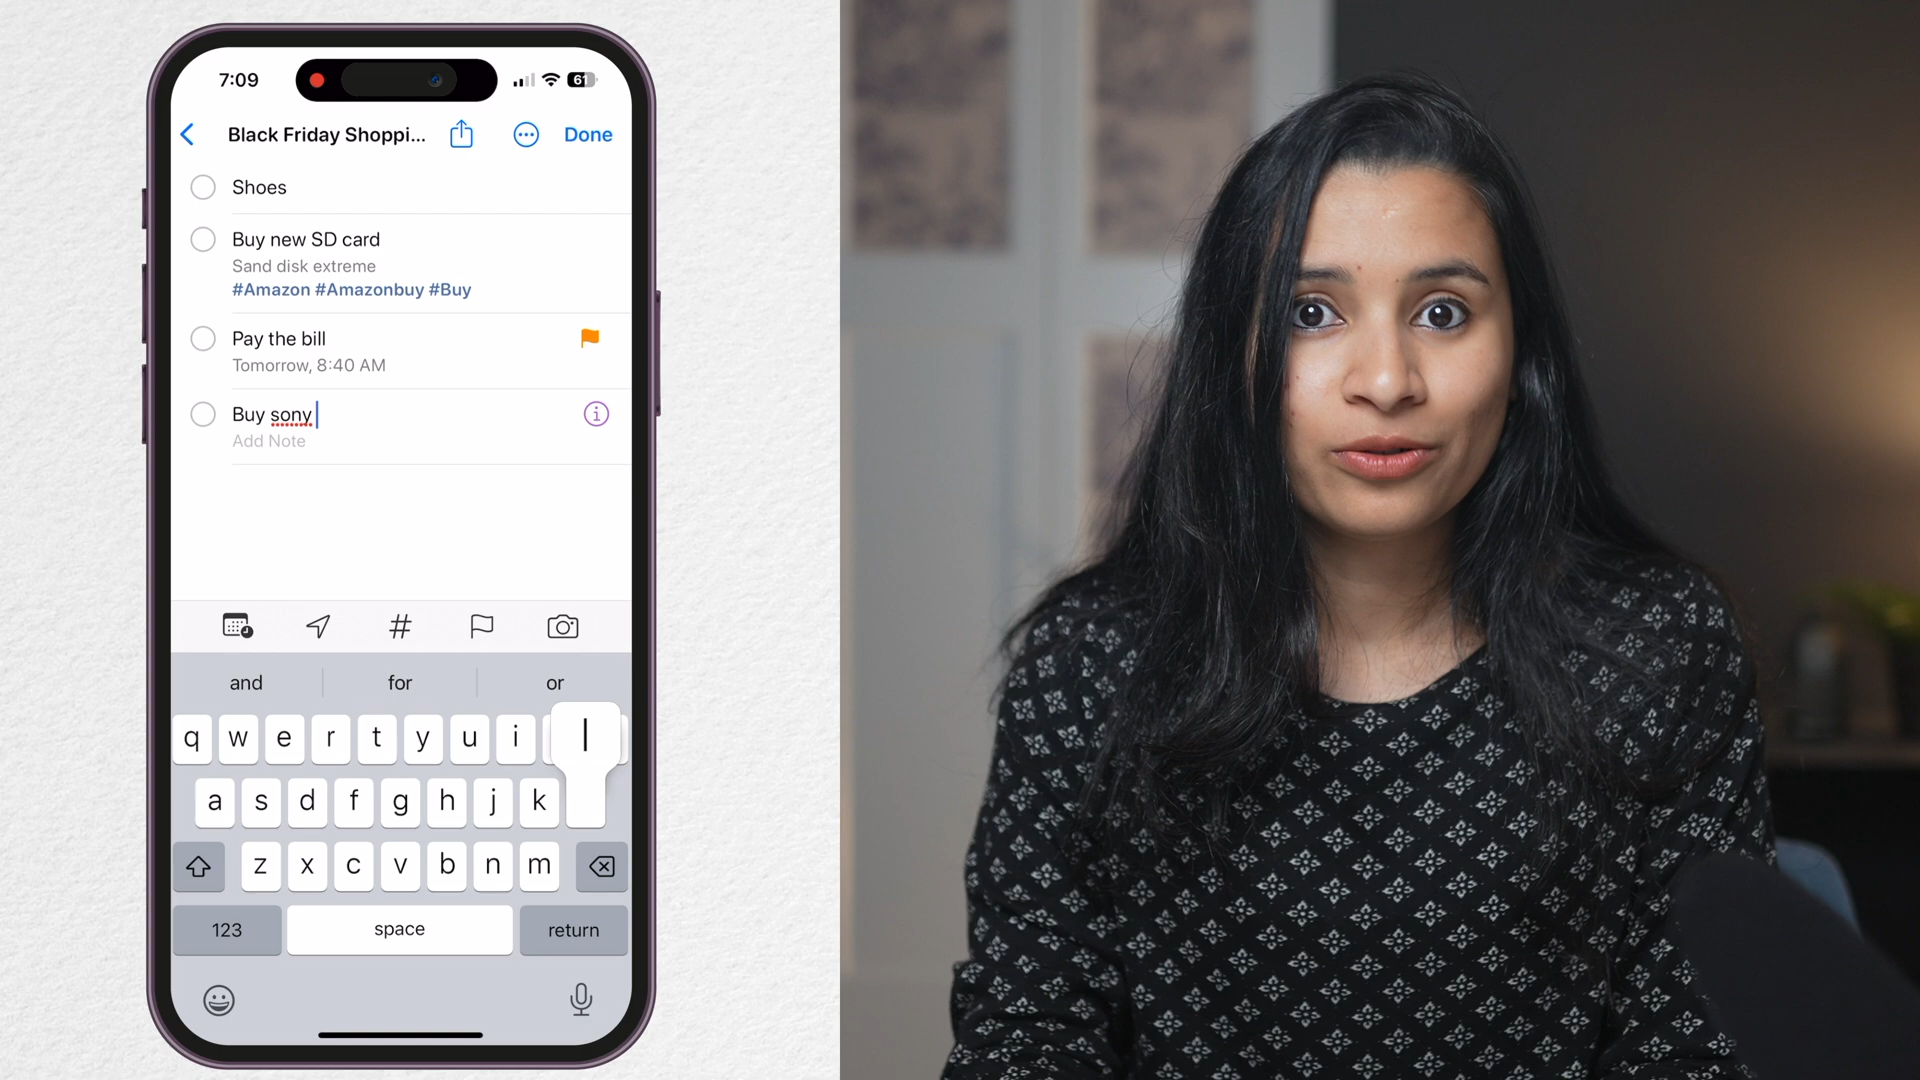 7:09
61
Black Friday Shoppi... Done
Shoes
Buy new SD card
Sand disk extreme
#Amazon #Amazonbuy #Buy
Pay the bill
Tomorrow, 8:40 AM
Buy sony
Add Note
and for or
q w e r t y u i
l
a s d f g h j k
z x c v b n m
123 space return